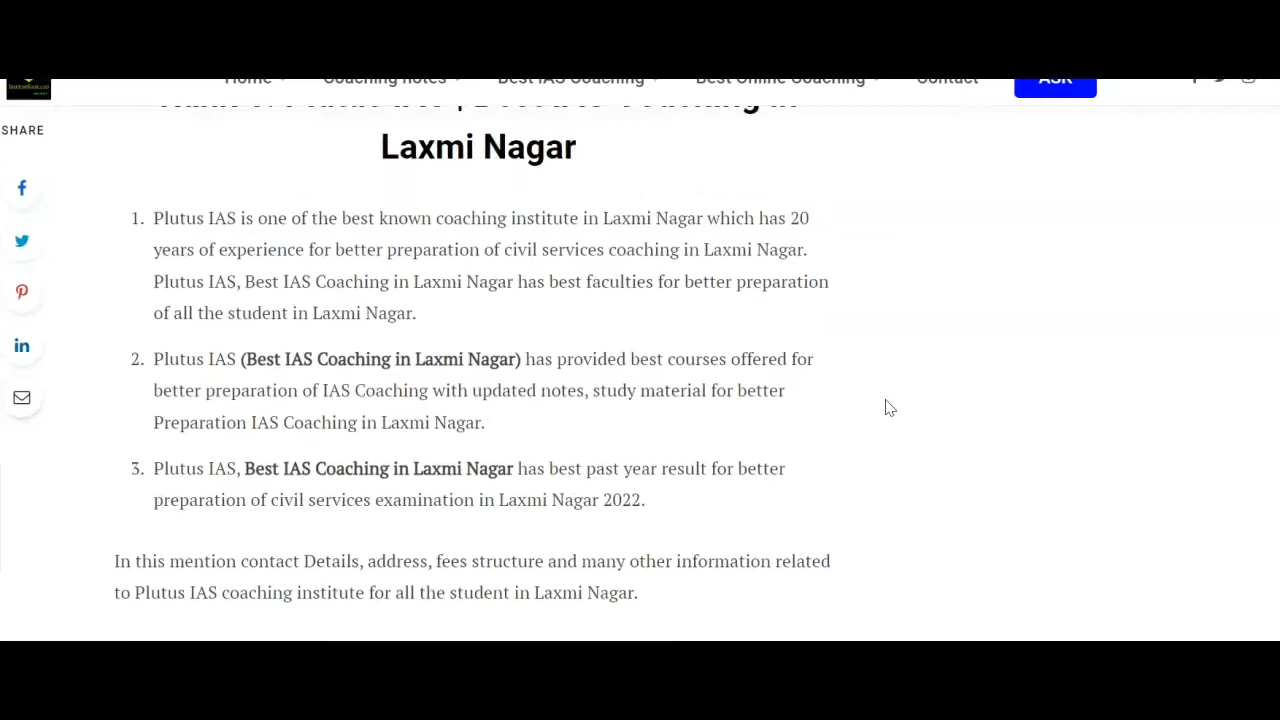 Home Coaching notes Best IAS Coaching Best Online Coaching Contact ASK
Laxmi Nagar
SHARE
1. Plutus IAS is one of the best known coaching institute in Laxmi Nagar which has 20
years of experience for better preparation of civil services coaching in Laxmi Nagar.
Plutus IAS, Best IAS Coaching in Laxmi Nagar has best faculties for better preparation
of all the student in Laxmi Nagar.
2. Plutus IAS (Best IAS Coaching in Laxmi Nagar) has provided best courses offered for
better preparation of IAS Coaching with updated notes, study material for better
Preparation IAS Coaching in Laxmi Nagar.
3. Plutus IAS, Best IAS Coaching in Laxmi Nagar has best past year result for better
preparation of civil services examination in Laxmi Nagar 2022.
In this mention contact Details, address, fees structure and many other information related
to Plutus IAS coaching institute for all the student in Laxmi Nagar.